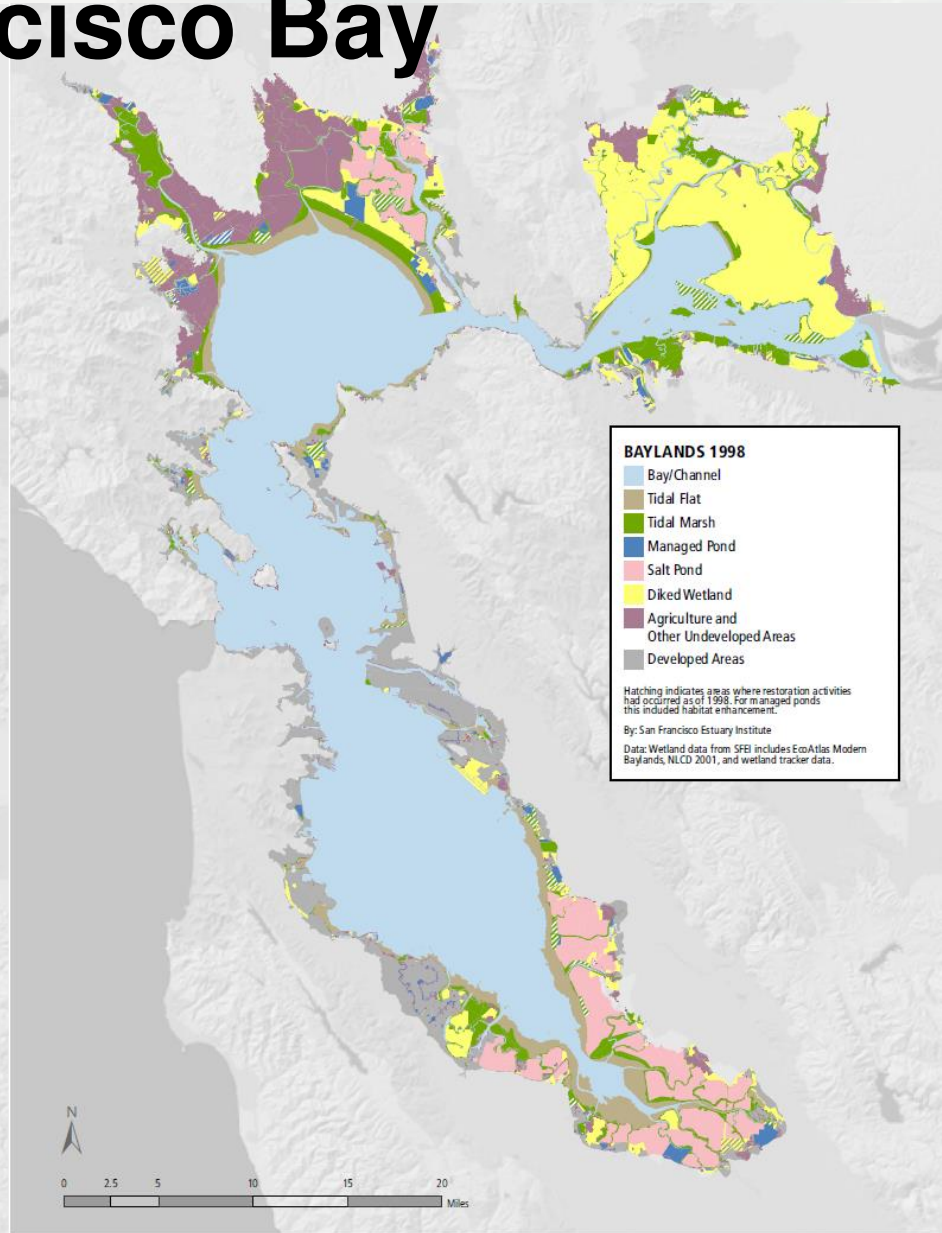 cisco Bay
BAYLANDS 1998
Bay/Channel
Tidal Flat
Tidal Marsh
Managed Pond
Salt Pond
Diked Wetland
Agriculture and
Other Undeveloped Areas
Developed Areas
Hatching indicates areas where restoration activities
had occurred as of 1998. For managed ponds
this included habitat enhancement.
By: San Francisco Estuary Institute
Data: Wetland data from SFEI includes EcoAtlas Modern
Baylands, NLCD 2001, and wetland tracker data.
N
0 2.5 5 10 15 20
Miles